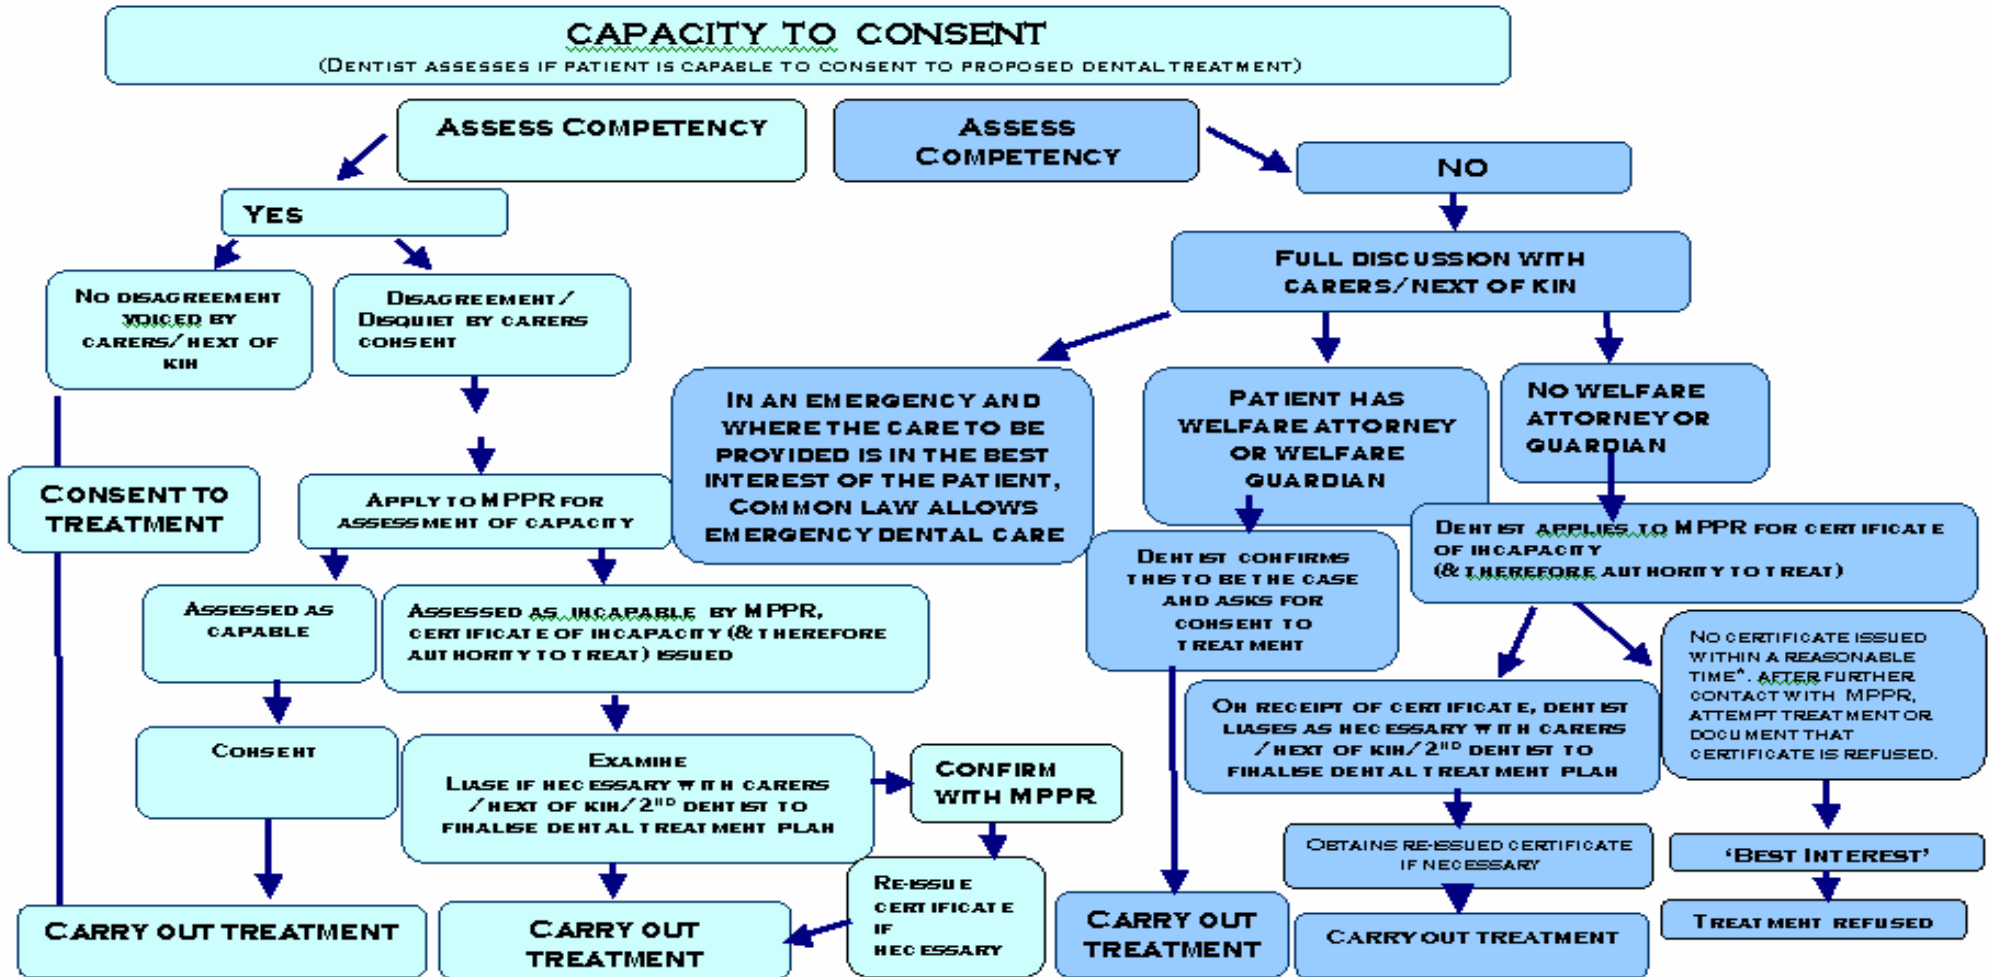 CAPACITY TO CONSENT
(DENTIST ASSESSES IF PATIENT IS CAPABLE TO CONSENT TO PROPOSED DENTAL TREATMENT)
ASSESS COMPETENCY
YES
NO DISAGREEMENT
VOICED BY
CARERS/NEXT OF
KIN
CONSENT TO
TREATMENT
DISAGREEMENT/
DISQUIET BY CARERS
CONSENT
APPLY TO MPPR FOR
ASSESSMENT OF CAPACITY
ASSESSED AS
CAPABLE
CONSENT
CARRY OUT TREATMENT
ASSESSED AS INCAPABLE BY MPPR,
CERTIFICATE OF INCAPACITY (& THEREFORE
AUTHORITY TO TREAT) ISSUED
EXAMINE
LIASE IF NECESSARY WITH CARERS
/NEXT OF KIN/2ND DENTIST TO
FINALISE DENTAL TREATMENT PLAN
CONFIRM
WITH MPPR
RE-ISSUE
CERTIFICATE
IF
NECESSARY
CARRY OUT
TREATMENT
ASSESS
COMPETENCY
NO
FULL DISCUSSION WITH
CARERS/NEXT OF KIN
IN AN EMERGENCY AND
WHERE THE CARE TO BE
PROVIDED IS IN THE BEST
INTEREST OF THE PATIENT,
COMMON LAW ALLOWS
EMERGENCY DENTAL CARE
PATIENT HAS
WELFARE ATTORNEY
OR WELFARE
GUARDIAN
DENTIST CONFIRMS
THIS TO BE THE CASE
AND ASKS FOR
CONSENT TO
TREATMENT
CARRY OUT
TREATMENT
NO WELFARE
ATTORNEY OR
GUARDIAN
DENTIST APPLIES TO MPPR FOR CERTIFICATE
OF INCAPACITY
(& THEREFORE AUTHORITY TO TREAT)
ON RECEIPT OF CERTIFICATE, DENTIST
LIASES AS NECESSARY WITH CARERS
/NEXT OF KIN/2ND DENTIST TO
FINALISE DENTAL TREATMENT PLAN
OBTAINS RE-ISSUED CERTIFICATE
IF NECESSARY
CARRY OUT TREATMENT
NO CERTIFICATE ISSUED
WITHIN A REASONABLE
TIME*. AFTER FURTHER
CONTACT WITH MPPR,
ATTEMPT TREATMENT OR
DOCUMENT THAT
CERTIFICATE IS REFUSED.
'BEST INTEREST'
TREATMENT REFUSED